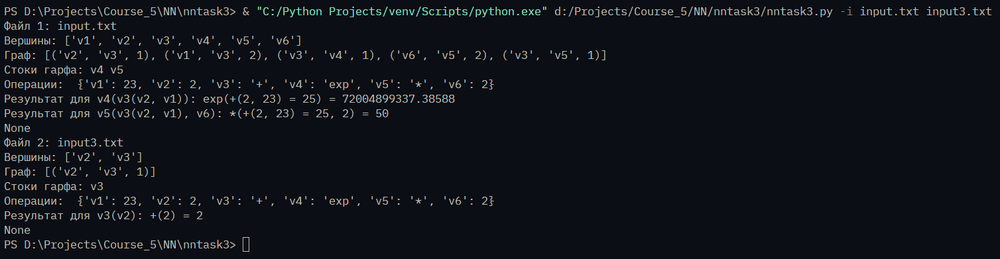 PS D:\Projects\Course_5\NN\nntask3> & "C:/Python Projects/venv/Scripts/python.exe" d:/Projects/Course_5/NN/nntask3/nntask3.py -i input.txt input3.txt
Файл 1: input.txt
Вершины: ['v1', 'v2', 'v3', 'v4', 'v5', 'v6']
Граф: [('v2', 'v3', 1), ('v1', 'v3', 2), ('v3', 'v4', 1), ('v6', 'v5', 2), ('v3', 'v5', 1)]
Стоки гарфа: v4 v5
Операции:  {'v1': 23, 'v2': 2, 'v3': '+', 'v4': 'exp', 'v5': '*', 'v6': 2}
Результат для v4(v3(v2, v1)): exp(+(2, 23) = 25) = 72004899337.38588
Результат для v5(v3(v2, v1), v6): *(+(2, 23) = 25, 2) = 50
None
Файл 2: input3.txt
Вершины: ['v2', 'v3']
Граф: [('v2', 'v3', 1)]
Стоки гарфа: v3
Операции:  {'v1': 23, 'v2': 2, 'v3': '+', 'v4': 'exp', 'v5': '*', 'v6': 2}
Результат для v3(v2): +(2) = 2
None
PS D:\Projects\Course_5\NN\nntask3>